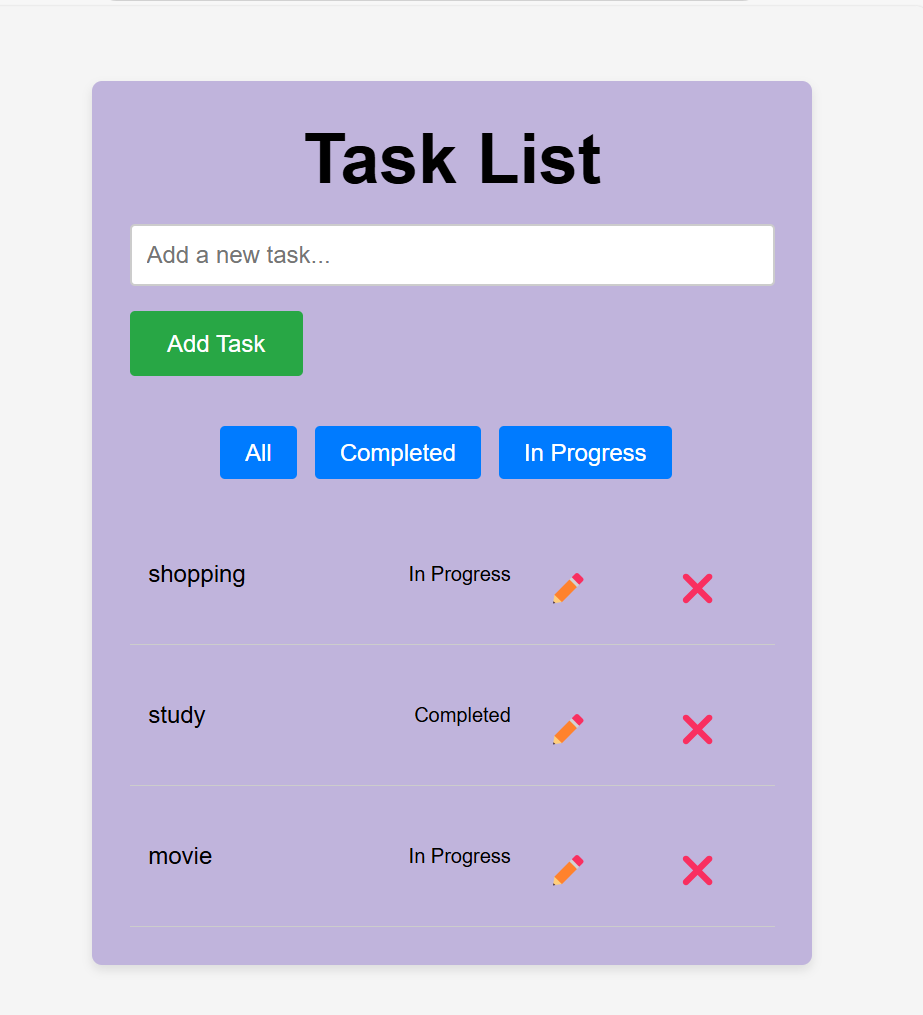 Task List
Add a new task...
Add Task
All Completed In Progress
shopping In Progress
study Completed
movie In Progress